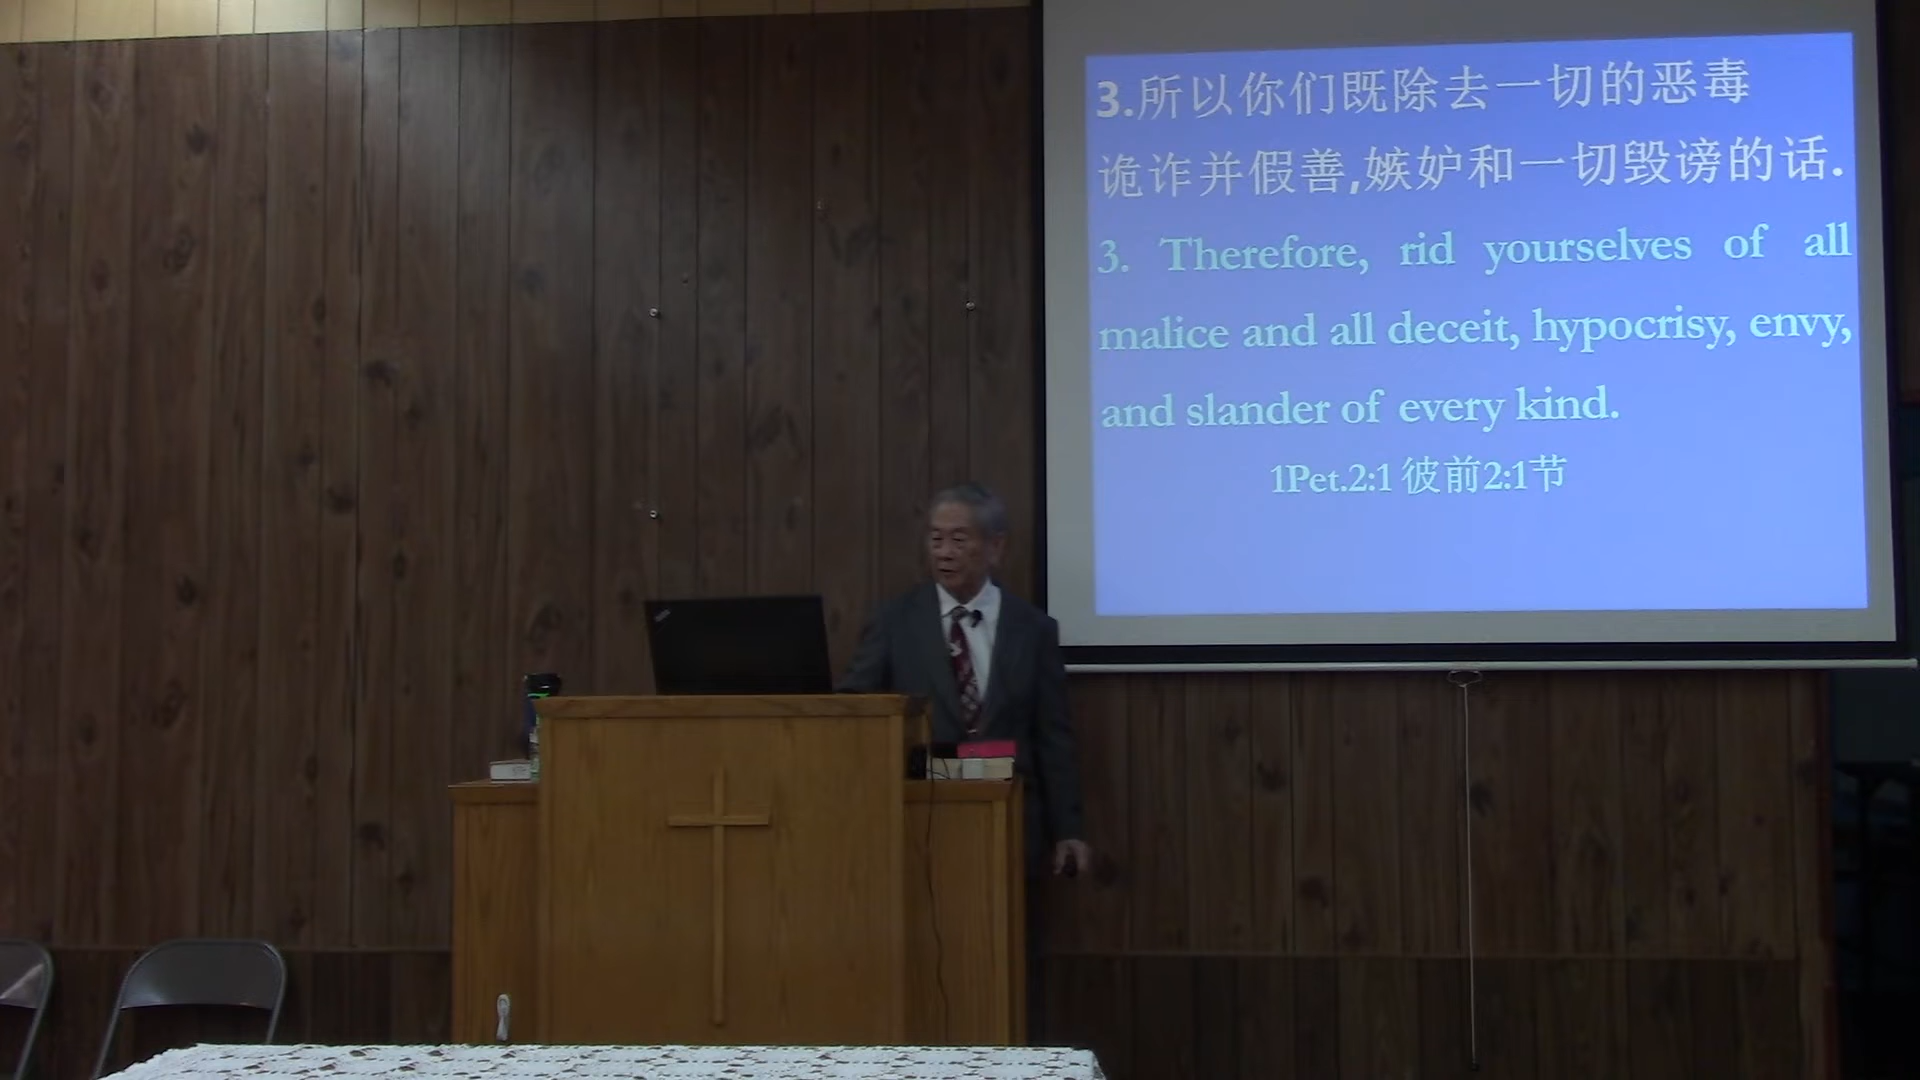 3.所以你们既除去一切的恶毒
诡诈并假善,嫉妒和一切毁谤的话.
3. Therefore, rid yourselves of all
malice and all deceit, hypocrisy, envy,
and slander of every kind.
1Pet.2:1 彼前2:1节